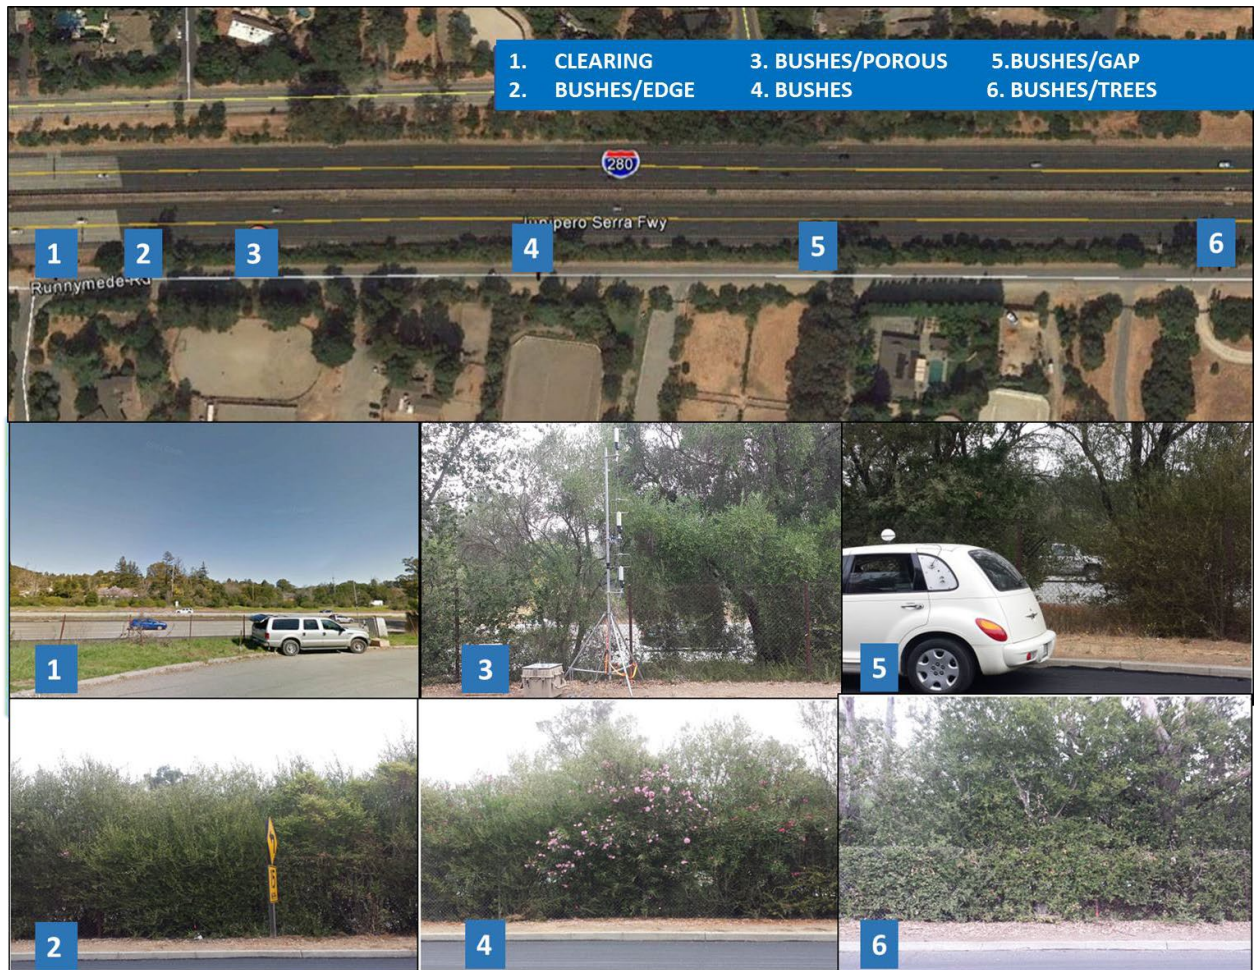 1. CLEARING 3. BUSHES/POROUS 5.BUSHES/GAP
2. BUSHES/EDGE 4. BUSHES 6. BUSHES/TREES
280
Junipero Serra Fwy
1 2 3 4 5 6
Runnymede Rd
1
3
5
2
4
6